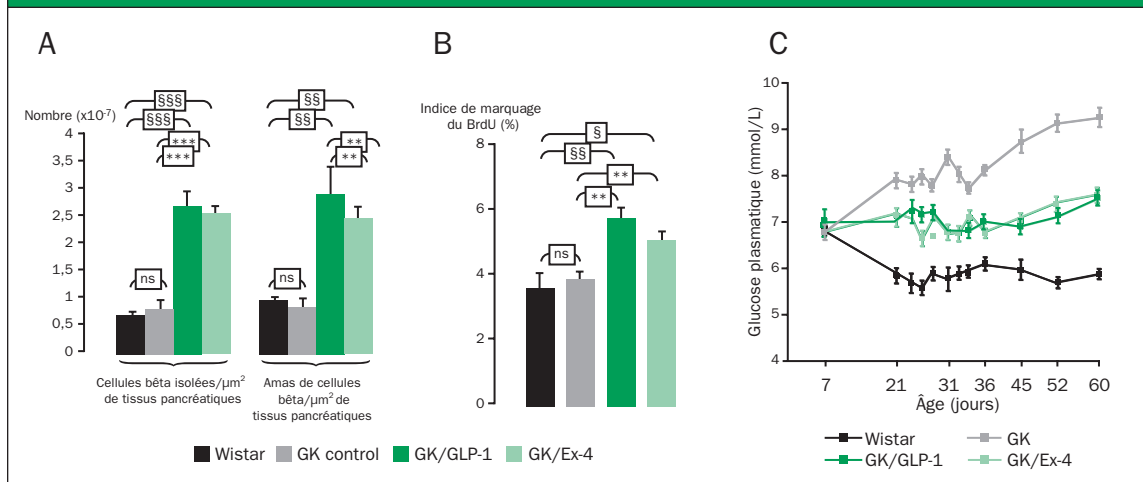 A
Nombre (x10-7)
4
3,5
3
2,5
2
1,5
1
0,5
0
§§§
§§§
***
***
ns
§§
§§
**
**
ns
Cellules bêta isolées/µm2
de tissus pancréatiques
Amas de cellules
bêta/µm2 de
tissus pancréatiques
B
Indice de marquage
du BrdU (%)
8
6
4
2
0
§
§§
**
**
ns
Wistar GK control GK/GLP-1 GK/Ex-4
C
Glucose plasmatique (mmol/L)
10
9
8
7
6
5
4
7 21 31 36 45 52 60
Âge (jours)
Wistar GK
GK/GLP-1 GK/Ex-4